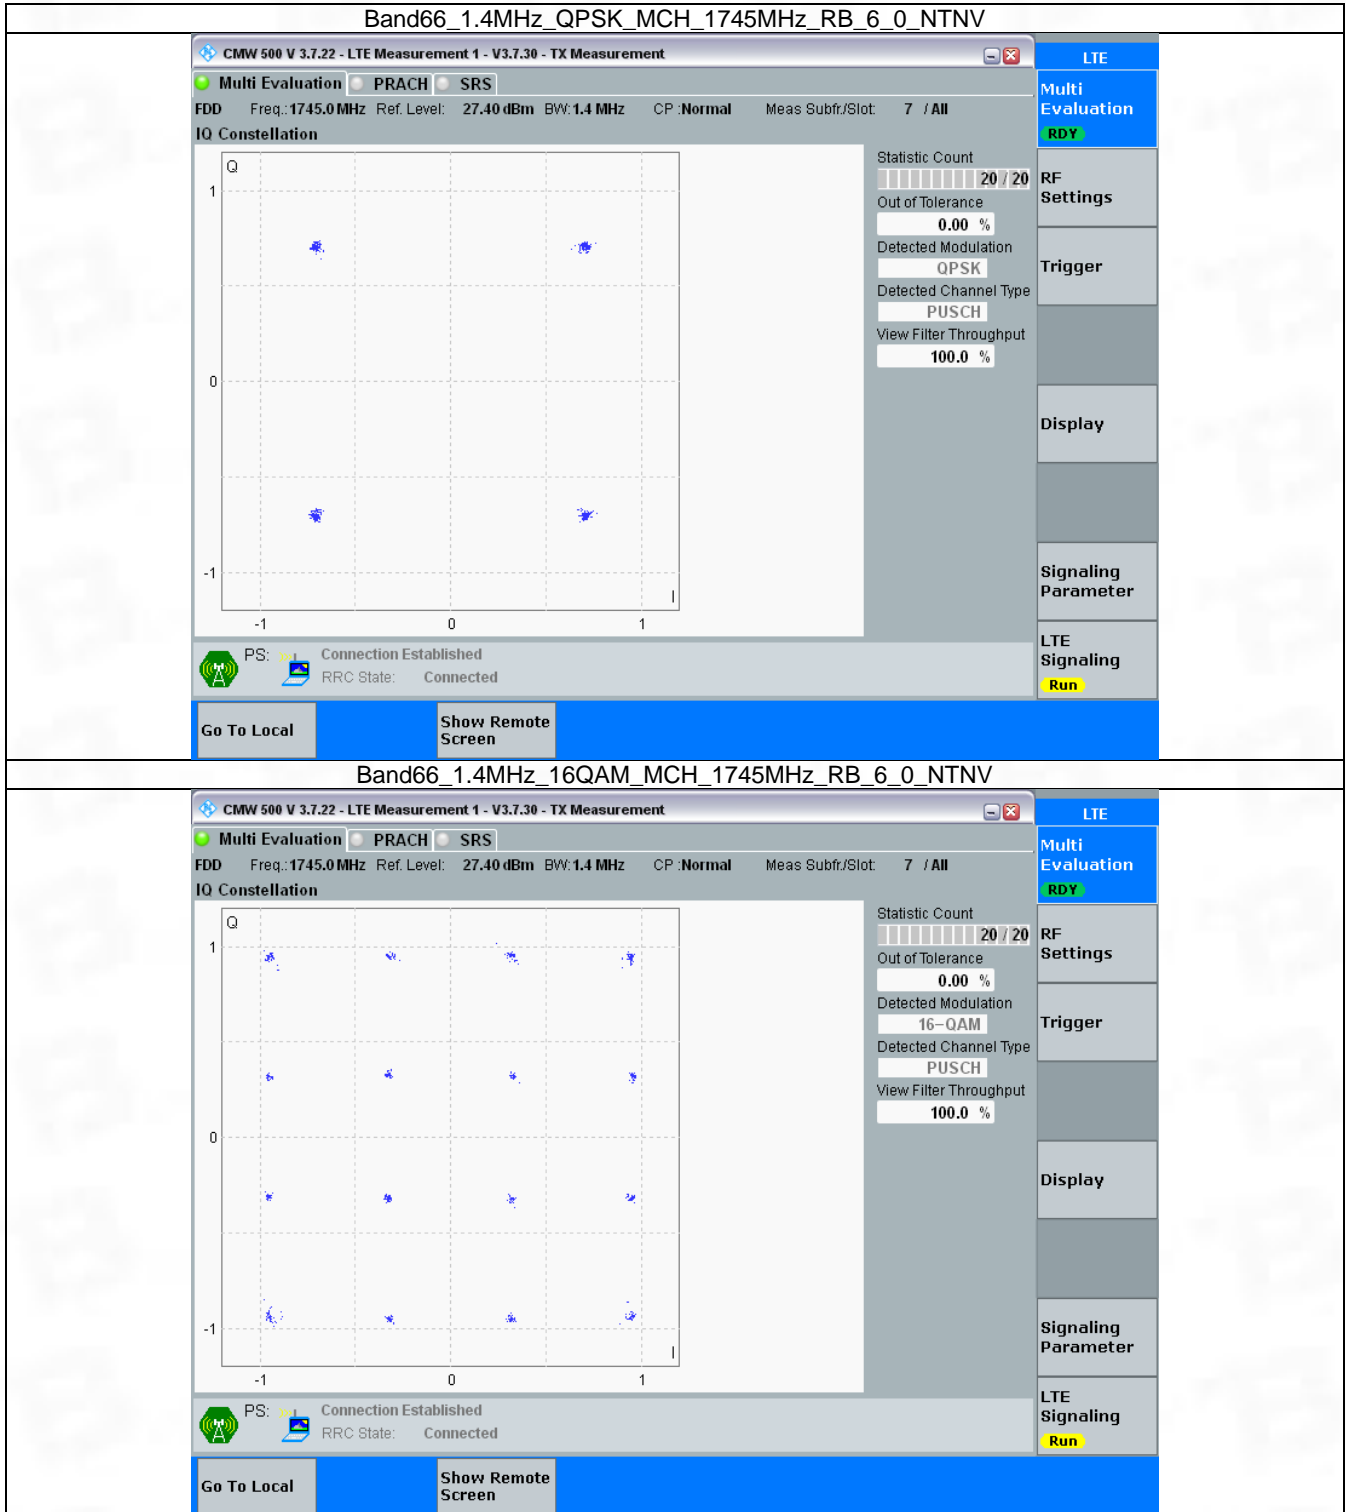 Band66_1.4MHz_QPSK_MCH_1745MHz_RB_6_0_NTNV
CMW 500 V 3.7.22 - LTE Measurement 1 - V3.7.30 - TX Measurement
LTE
Multi Evaluation PRACH SRS
Multi
Evaluation
RDY
FDD Freq.: 1745.0 MHz Ref. Level: 27.40 dBm BW: 1.4 MHz CP : Normal Meas Subfr./Slot: 7 / All
IQ Constellation
Q
1
0
-1
I
-1 0 1
Statistic Count
20 / 20
Out of Tolerance
0.00 %
Detected Modulation
QPSK
Detected Channel Type
PUSCH
View Filter Throughput
100.0 %
RF
Settings
Trigger
Display
Signaling
Parameter
LTE
Signaling
Run
PS: Connection Established
RRC State: Connected
Go To Local
Show Remote
Screen
Band66_1.4MHz_16QAM_MCH_1745MHz_RB_6_0_NTNV
CMW 500 V 3.7.22 - LTE Measurement 1 - V3.7.30 - TX Measurement
LTE
Multi Evaluation PRACH SRS
Multi
Evaluation
RDY
FDD Freq.: 1745.0 MHz Ref. Level: 27.40 dBm BW: 1.4 MHz CP : Normal Meas Subfr./Slot: 7 / All
IQ Constellation
Q
1
0
-1
I
-1 0 1
Statistic Count
20 / 20
Out of Tolerance
0.00 %
Detected Modulation
16-QAM
Detected Channel Type
PUSCH
View Filter Throughput
100.0 %
RF
Settings
Trigger
Display
Signaling
Parameter
LTE
Signaling
Run
PS: Connection Established
RRC State: Connected
Go To Local
Show Remote
Screen